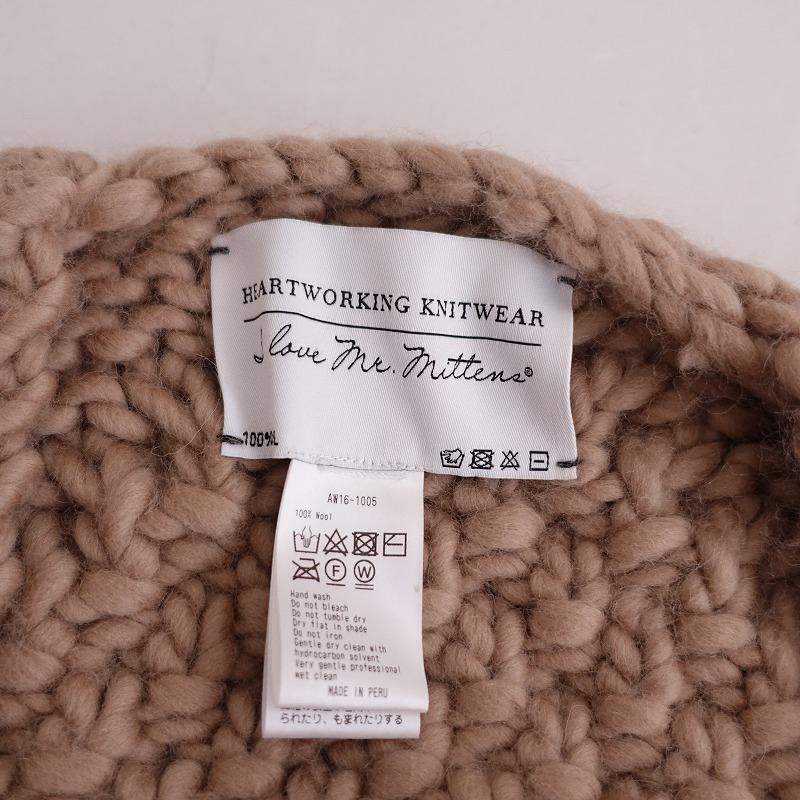 HEARTWORKING KNITWEAR
I love Mr. Mittens®
100%L
AW16-1005
100% Wool
F W
Hand wash
Do not bleach
Do not tumble dry
Dry flat in shade
Do not iron
Gentle dry clean with
hydrocarbon solvent
Very gentle professional
wet clean
MADE IN PERU
られたり、もまれたりする